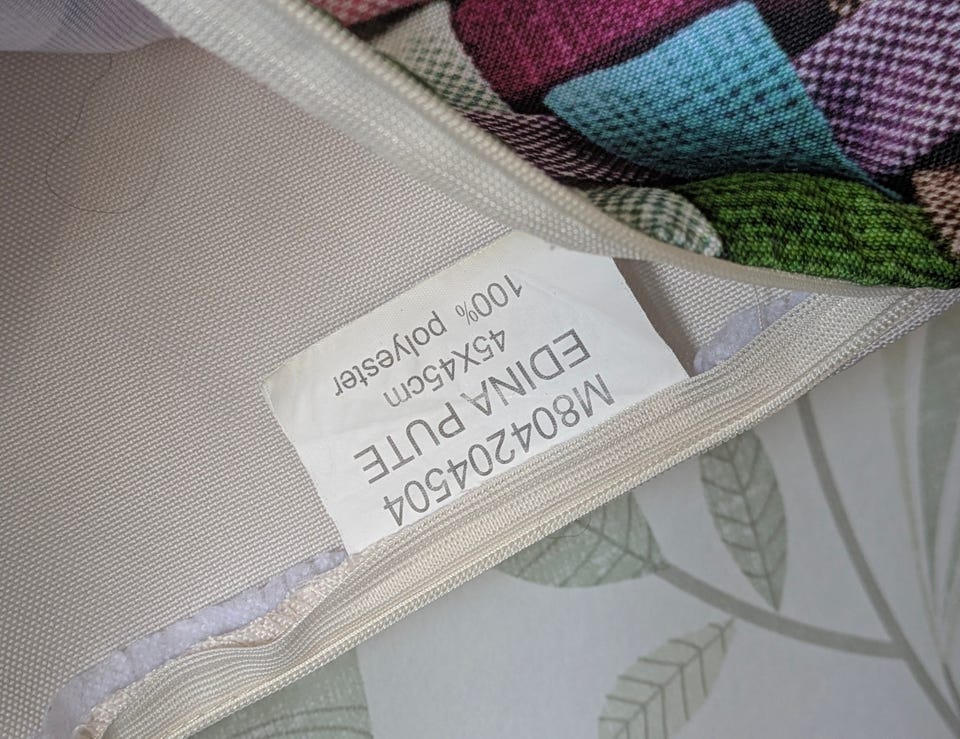 M804204504
EDINA PUTE
45X45cm
100% polyester